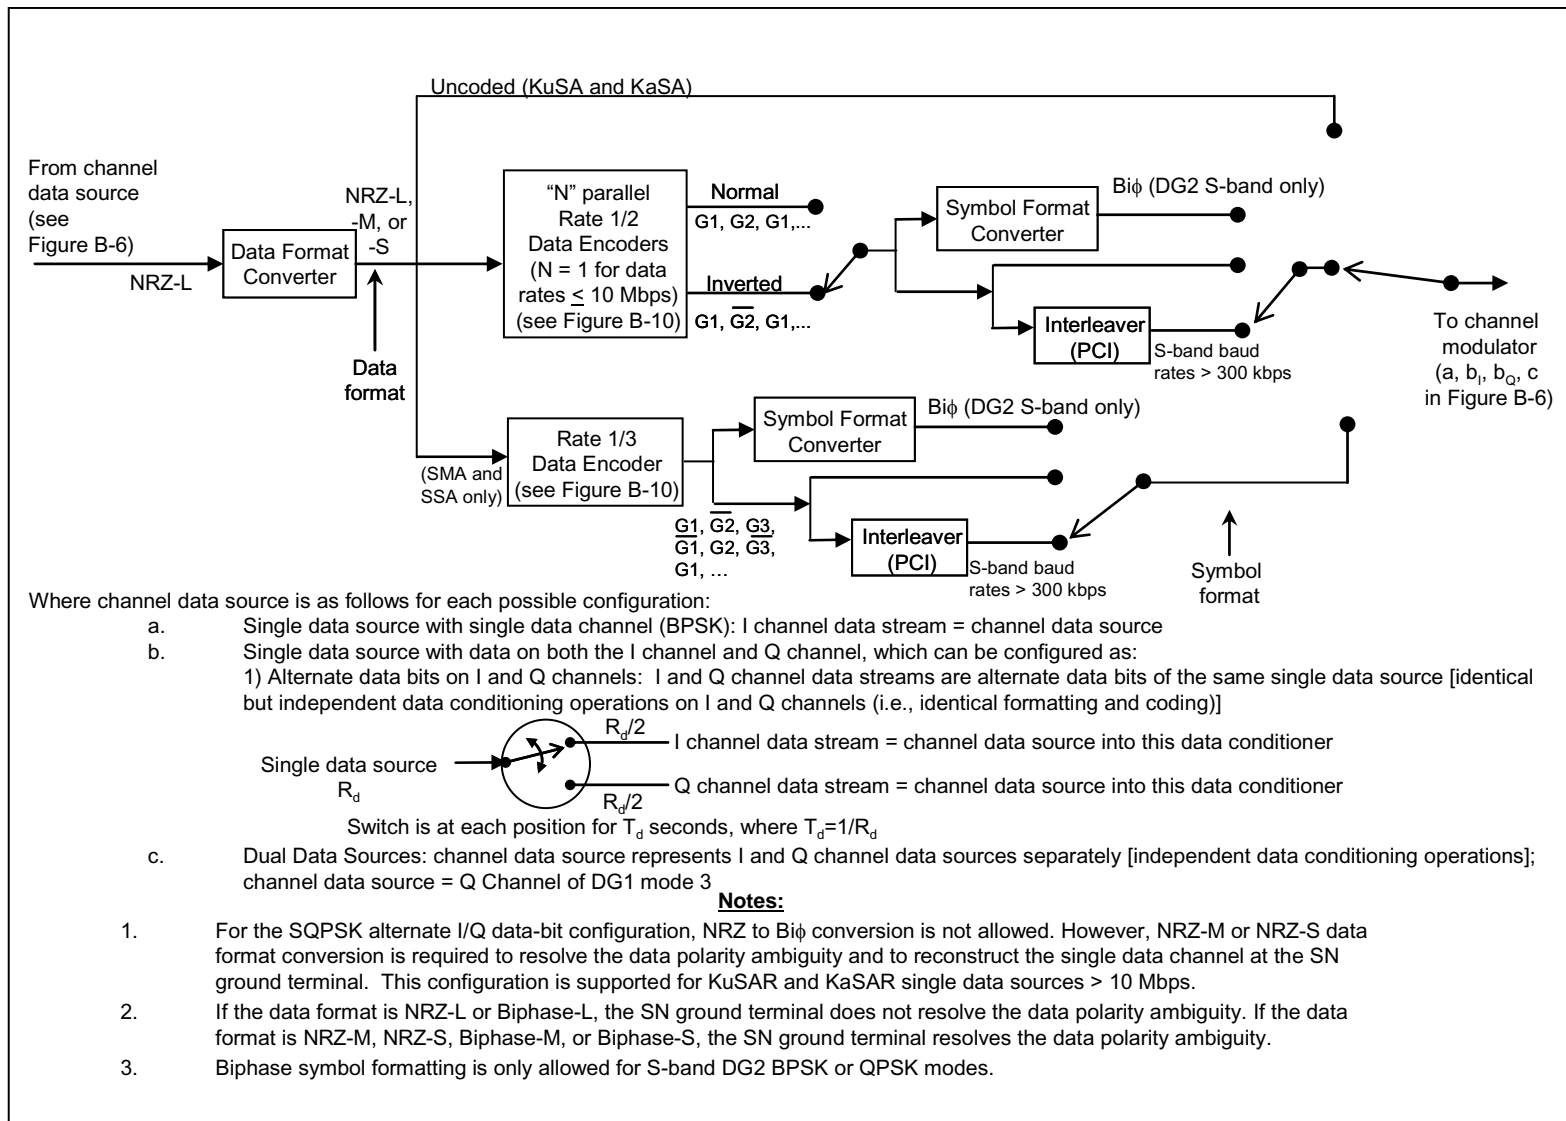 Uncoded (KuSA and KaSA)
From channel
data source
(see
Figure B-6)
NRZ-L
Data Format
Converter
NRZ-L,
-M, or
-S
Data
format
"N" parallel
Rate 1/2
Data Encoders
(N = 1 for data
rates ≤ 10 Mbps)
(see Figure B-10)
Normal
G1, G2, G1,...
Inverted
G1, G̅2̅, G1,...
Symbol Format
Converter
Biϕ (DG2 S-band only)
Interleaver
(PCI)
S-band baud
rates > 300 kbps
To channel
modulator
(a, b_I, b_Q, c
in Figure B-6)
(SMA and
SSA only)
Rate 1/3
Data Encoder
(see Figure B-10)
G1, G̅2̅, G3,
G̅1̅, G2, G̅3̅,
G1, ...
Symbol Format
Converter
Biϕ (DG2 S-band only)
Interleaver
(PCI)
S-band baud
rates > 300 kbps
Symbol
format
Where channel data source is as follows for each possible configuration:
a. Single data source with single data channel (BPSK): I channel data stream = channel data source
b. Single data source with data on both the I channel and Q channel, which can be configured as:
1) Alternate data bits on I and Q channels: I and Q channel data streams are alternate data bits of the same single data source [identical
but independent data conditioning operations on I and Q channels (i.e., identical formatting and coding)]
Single data source
R_d
R_d/2
I channel data stream = channel data source into this data conditioner
R_d/2
Q channel data stream = channel data source into this data conditioner
Switch is at each position for T_d seconds, where T_d=1/R_d
c. Dual Data Sources: channel data source represents I and Q channel data sources separately [independent data conditioning operations];
channel data source = Q Channel of DG1 mode 3
Notes:
1. For the SQPSK alternate I/Q data-bit configuration, NRZ to Biϕ conversion is not allowed. However, NRZ-M or NRZ-S data
format conversion is required to resolve the data polarity ambiguity and to reconstruct the single data channel at the SN
ground terminal. This configuration is supported for KuSAR and KaSAR single data sources > 10 Mbps.
2. If the data format is NRZ-L or Biphase-L, the SN ground terminal does not resolve the data polarity ambiguity. If the data
format is NRZ-M, NRZ-S, Biphase-M, or Biphase-S, the SN ground terminal resolves the data polarity ambiguity.
3. Biphase symbol formatting is only allowed for S-band DG2 BPSK or QPSK modes.